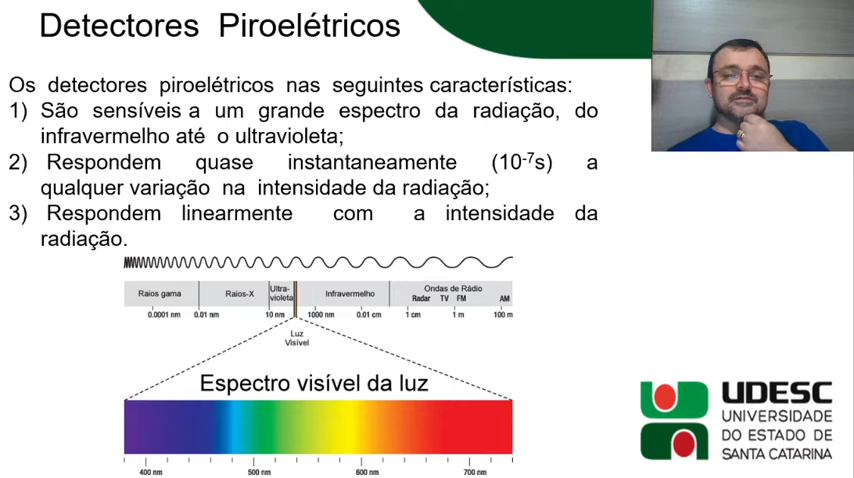 Detectores Piroelétricos
Os detectores piroelétricos nas seguintes características:
1) São sensíveis a um grande espectro da radiação, do
infravermelho até o ultravioleta;
2) Respondem quase instantaneamente (10⁻⁷s) a
qualquer variação na intensidade da radiação;
3) Respondem linearmente com a intensidade da
radiação.
Raios gama Raios-X Ultra-violeta Infravermelho Ondas de Rádio
Radar TV FM AM
0.0001 nm 0.01 nm 10 nm 1000 nm 0.01 cm 1 cm 1 m 100 m
Luz
Visível
Espectro visível da luz
400 nm 500 nm 600 nm 700 nm
UDESC
UNIVERSIDADE
DO ESTADO DE
SANTA CATARINA